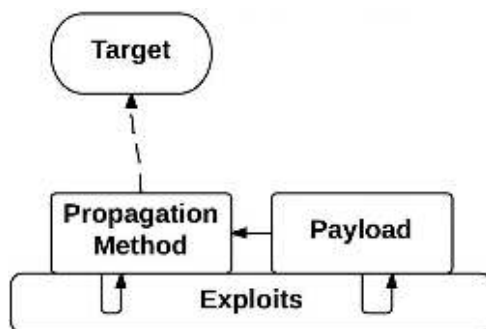 Target
Propagation
Method
Payload
Exploits